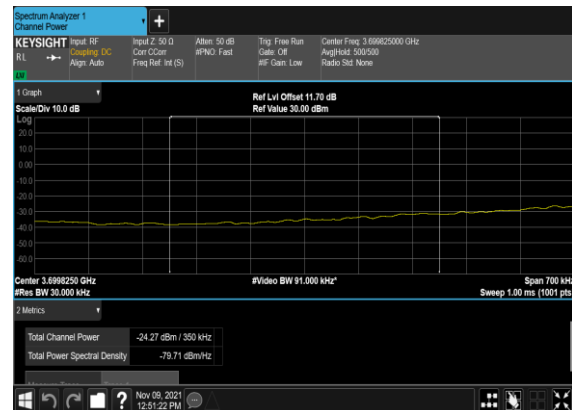 Spectrum Analyzer 1
Channel Power
+
KEYSIGHT
RL
LV
Input: RF
Coupling: DC
Align: Auto
Input Z: 50 Ω
Corr CCorr
Freq Ref: Int (S)
Atten: 50 dB
#PNO: Fast
Trig: Free Run
Gate: Off
#IF Gain: Low
Center Freq: 3.699825000 GHz
Avg|Hold: 500/500
Radio Std: None
1 Graph
Scale/Div 10.0 dB
Ref Lvl Offset 11.70 dB
Ref Value 30.00 dBm
Log
20.0
10.0
0.00
-10.0
-20.0
-30.0
-40.0
-50.0
-60.0
Center 3.6998250 GHz
#Res BW 30.000 kHz
#Video BW 91.000 kHz*
Span 700 kHz
Sweep 1.00 ms (1001 pts
2 Metrics
Total Channel Power -24.27 dBm / 350 kHz
Total Power Spectral Density -79.71 dBm/Hz
?
Nov 09, 2021
12:51:22 PM